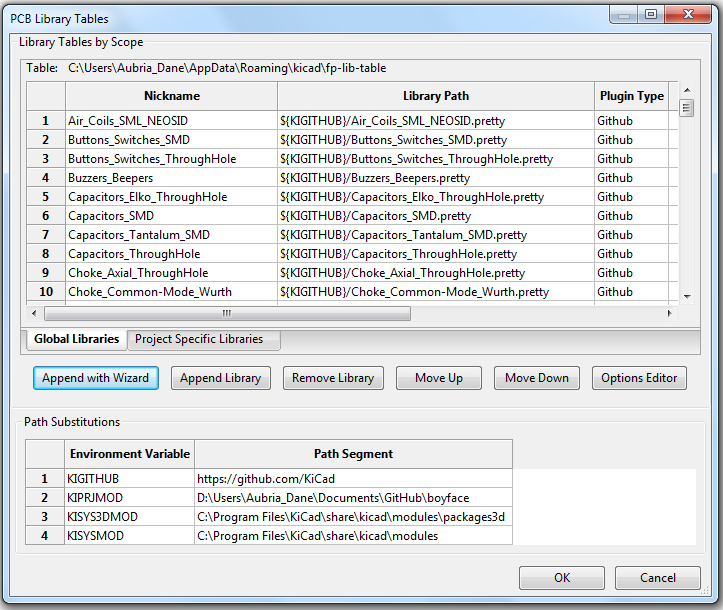 PCB Library Tables
Library Tables by Scope
Table: C:\Users\Aubria_Dane\AppData\Roaming\kicad\fp-lib-table
Nickname Library Path Plugin Type
1 Air_Coils_SML_NEOSID ${KIGITHUB}/Air_Coils_SML_NEOSID.pretty Github
2 Buttons_Switches_SMD ${KIGITHUB}/Buttons_Switches_SMD.pretty Github
3 Buttons_Switches_ThroughHole ${KIGITHUB}/Buttons_Switches_ThroughHole.pretty Github
4 Buzzers_Beepers ${KIGITHUB}/Buzzers_Beepers.pretty Github
5 Capacitors_Elko_ThroughHole ${KIGITHUB}/Capacitors_Elko_ThroughHole.pretty Github
6 Capacitors_SMD ${KIGITHUB}/Capacitors_SMD.pretty Github
7 Capacitors_Tantalum_SMD ${KIGITHUB}/Capacitors_Tantalum_SMD.pretty Github
8 Capacitors_ThroughHole ${KIGITHUB}/Capacitors_ThroughHole.pretty Github
9 Choke_Axial_ThroughHole ${KIGITHUB}/Choke_Axial_ThroughHole.pretty Github
10 Choke_Common-Mode_Wurth ${KIGITHUB}/Choke_Common-Mode_Wurth.pretty Github
Global Libraries Project Specific Libraries
Append with Wizard Append Library Remove Library Move Up Move Down Options Editor
Path Substitutions
Environment Variable Path Segment
1 KIGITHUB https://github.com/KiCad
2 KIPRJMOD D:\Users\Aubria_Dane\Documents\GitHub\boyface
3 KISYS3DMOD C:\Program Files\KiCad\share\kicad\modules\packages3d
4 KISYSMOD C:\Program Files\KiCad\share\kicad\modules
OK Cancel